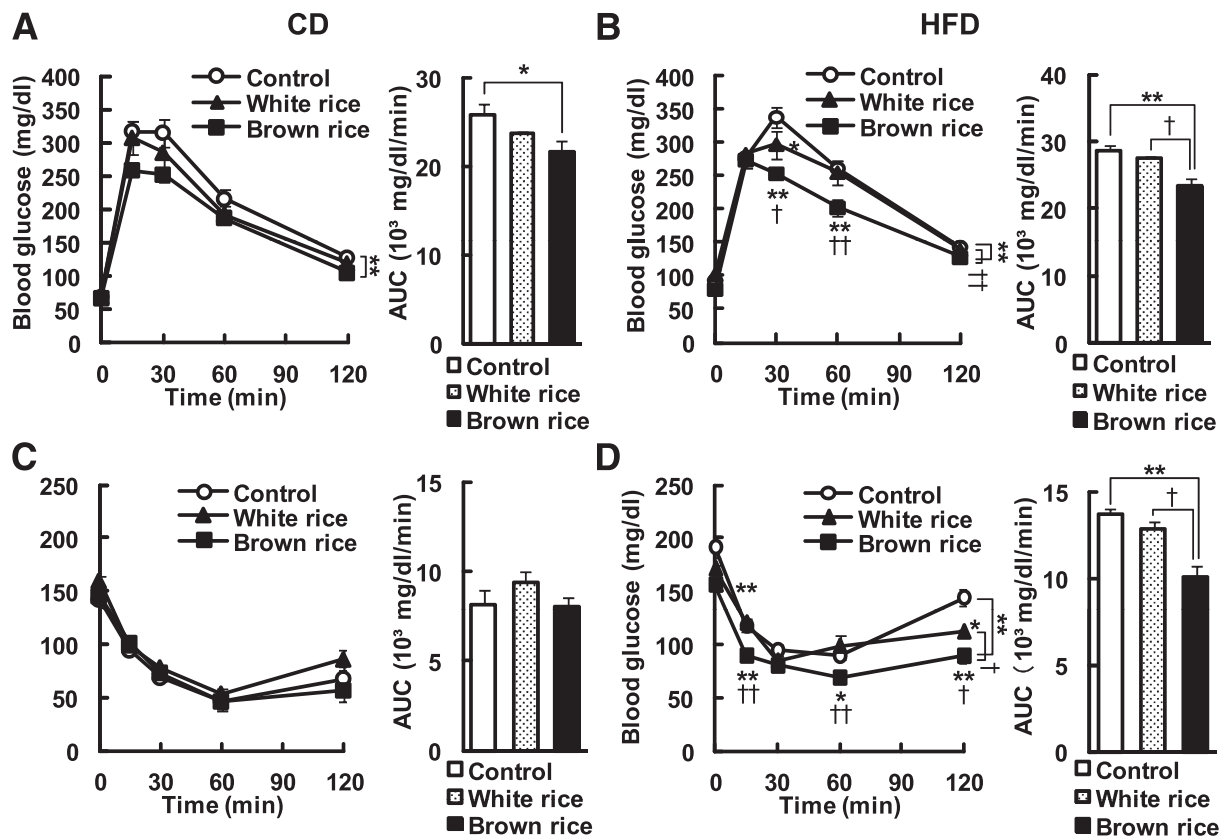 A
CD
Blood glucose (mg/dl)
400
350
300
250
200
150
100
50
0
0
30
60
90
120
Time (min)
Control
White rice
Brown rice
**
AUC (10³ mg/dl/min)
30
20
10
0
*
Control
White rice
Brown rice
B
HFD
Blood glucose (mg/dl)
400
350
300
250
200
150
100
50
0
0
30
60
90
120
Time (min)
Control
White rice
Brown rice
*
**
†
**
††
**
‡
AUC (10³ mg/dl/min)
40
30
20
10
0
**
†
Control
White rice
Brown rice
C
250
200
150
100
50
0
0
30
60
90
120
Time (min)
Control
White rice
Brown rice
AUC (10³ mg/dl/min)
15
10
5
0
Control
White rice
Brown rice
D
Blood glucose (mg/dl)
250
200
150
100
50
0
0
30
60
90
120
Time (min)
Control
White rice
Brown rice
**
**
††
*
††
*
**
†
**
†
AUC (10³ mg/dl/min)
15
10
5
0
**
†
Control
White rice
Brown rice